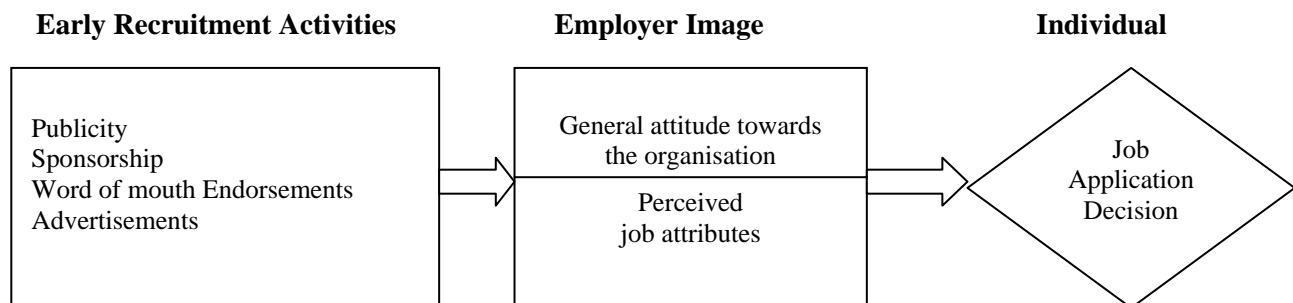 Early Recruitment Activities
Employer Image
Individual
Publicity
Sponsorship
Word of mouth Endorsements
Advertisements
General attitude towards
the organisation
Perceived
job attributes
Job
Application
Decision